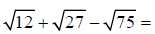 √12 + √27 − √75 =